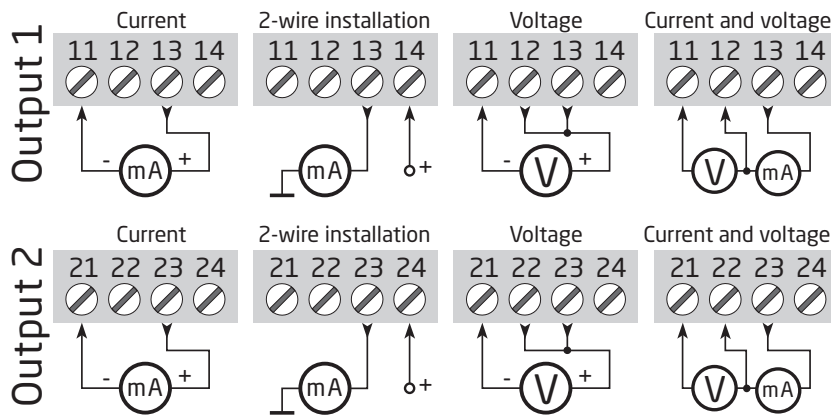 Output 1
Current
11 12 13 14
- mA +
2-wire installation
11 12 13 14
mA +
Voltage
11 12 13 14
- V +
Current and voltage
11 12 13 14
V mA
Output 2
Current
21 22 23 24
- mA +
2-wire installation
21 22 23 24
mA +
Voltage
21 22 23 24
- V +
Current and voltage
21 22 23 24
V mA